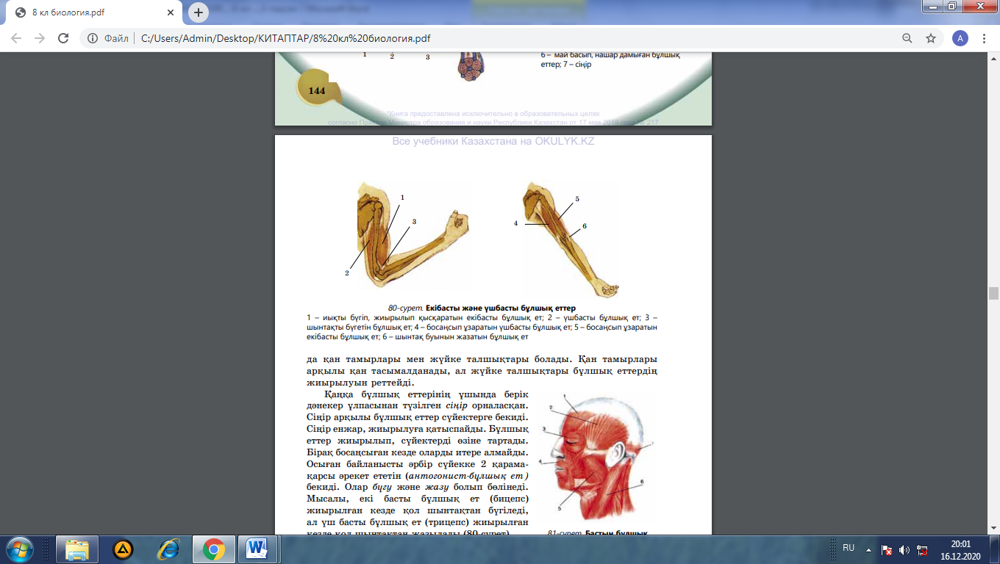 8 кл биология.pdf
Файл
C:/Users/Admin/Desktop/КИТАПТАР/8%20кл%20биология.pdf
A
1 2 3
6 – май басып, нашар дамыған бұлшық
еттер; 7 – сіңір
144
*Книга предоставлена исключительно в образовательных целях
согласно Министра образования и науки Республики Казахстан от 17 мая 2019 217
Все учебники Казахстана на OKULYK.KZ
1
3
2
5
4
6
80-сурет. Екібасты және үшбасты бұлшық еттер
1 – иықты бүгіп, жиырылып қысқаратын екібасты бұлшық ет; 2 – үшбасты бұлшық ет; 3 –
шынтақты бүгетін бұлшық ет; 4 – босаңсып ұзаратын үшбасты бұлшық ет; 5 – босаңсып ұзаратын
екібасты бұлшық ет; 6 – шынтақ буынын жазатын бұлшық ет
да қан тамырлары мен жүйке талшықтары болады. Қан тамырлары
арқылы қан тасымалданады, ал жүйке талшықтары бұлшық еттердің
жиырылуын реттейді.
Қаңқа бұлшық еттерінің ұшында берік
дәнекер ұлпасынан түзілген сіңір орналасқан.
Сіңір арқылы бұлшық еттер сүйектерге бекиді.
Сіңір енжар, жиырылуға қатыспайды. Бұлшық
еттер жиырылып, сүйектерді өзіне тартады.
Бірақ босаңсыған кезде оларды итере алмайды.
Осыған байланысты әрбір сүйекке 2 қарама-
қарсы әрекет ететін (антогонист-бұлшық ет)
бекиді. Олар бүгу және жазу болып бөлінеді.
Мысалы, екі басты бұлшық ет (бицепс)
жиырылған кезде қол шынтақтан бүгіледі,
ал үш басты бұлшық ет (трицепс) жиырылған
кезде қол шынтақтан жазылады (80-сурет).
1
2
3
4
5
6
7
81-сурет. Бастың бұлшық
RU
20:01
16.12.2020